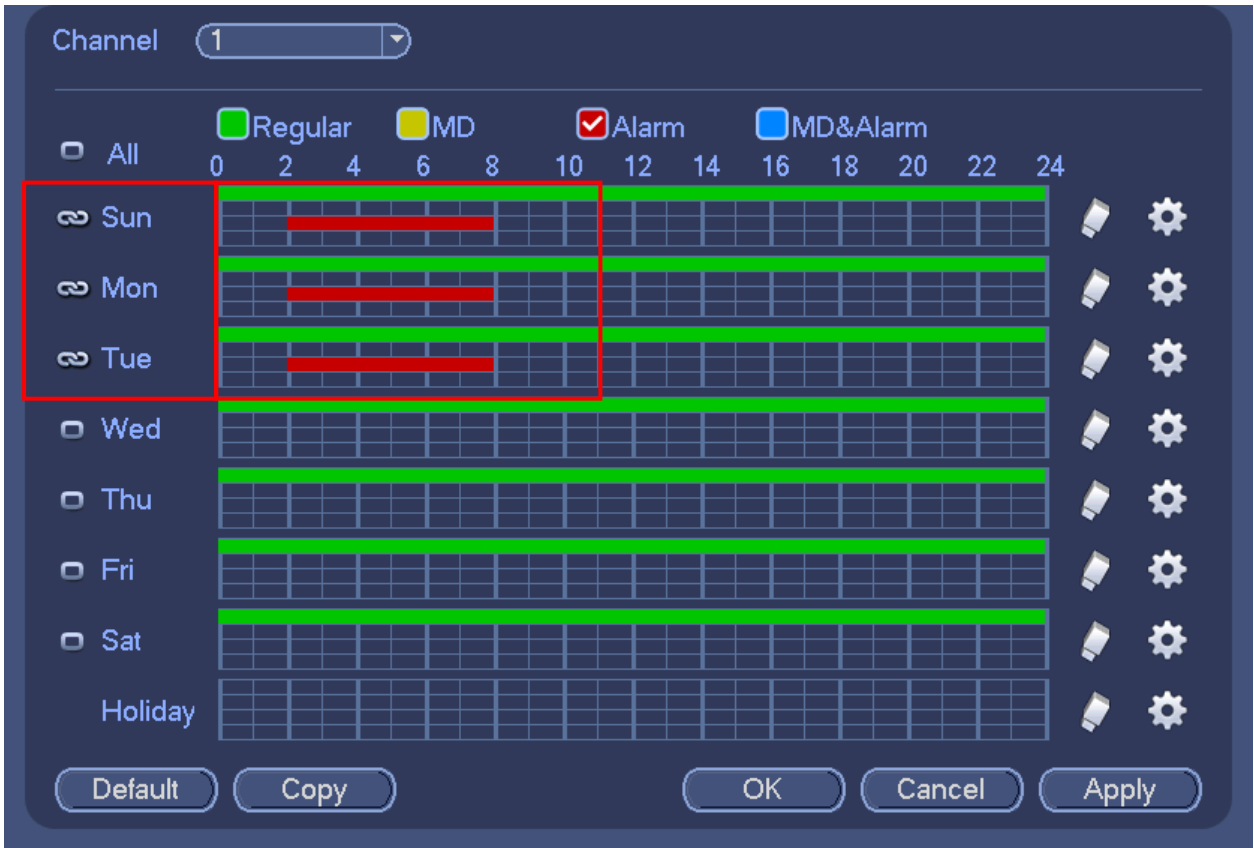 Channel 1
Regular MD Alarm MD&Alarm
All 0 2 4 6 8 10 12 14 16 18 20 22 24
Sun
Mon
Tue
Wed
Thu
Fri
Sat
Holiday
Default Copy OK Cancel Apply